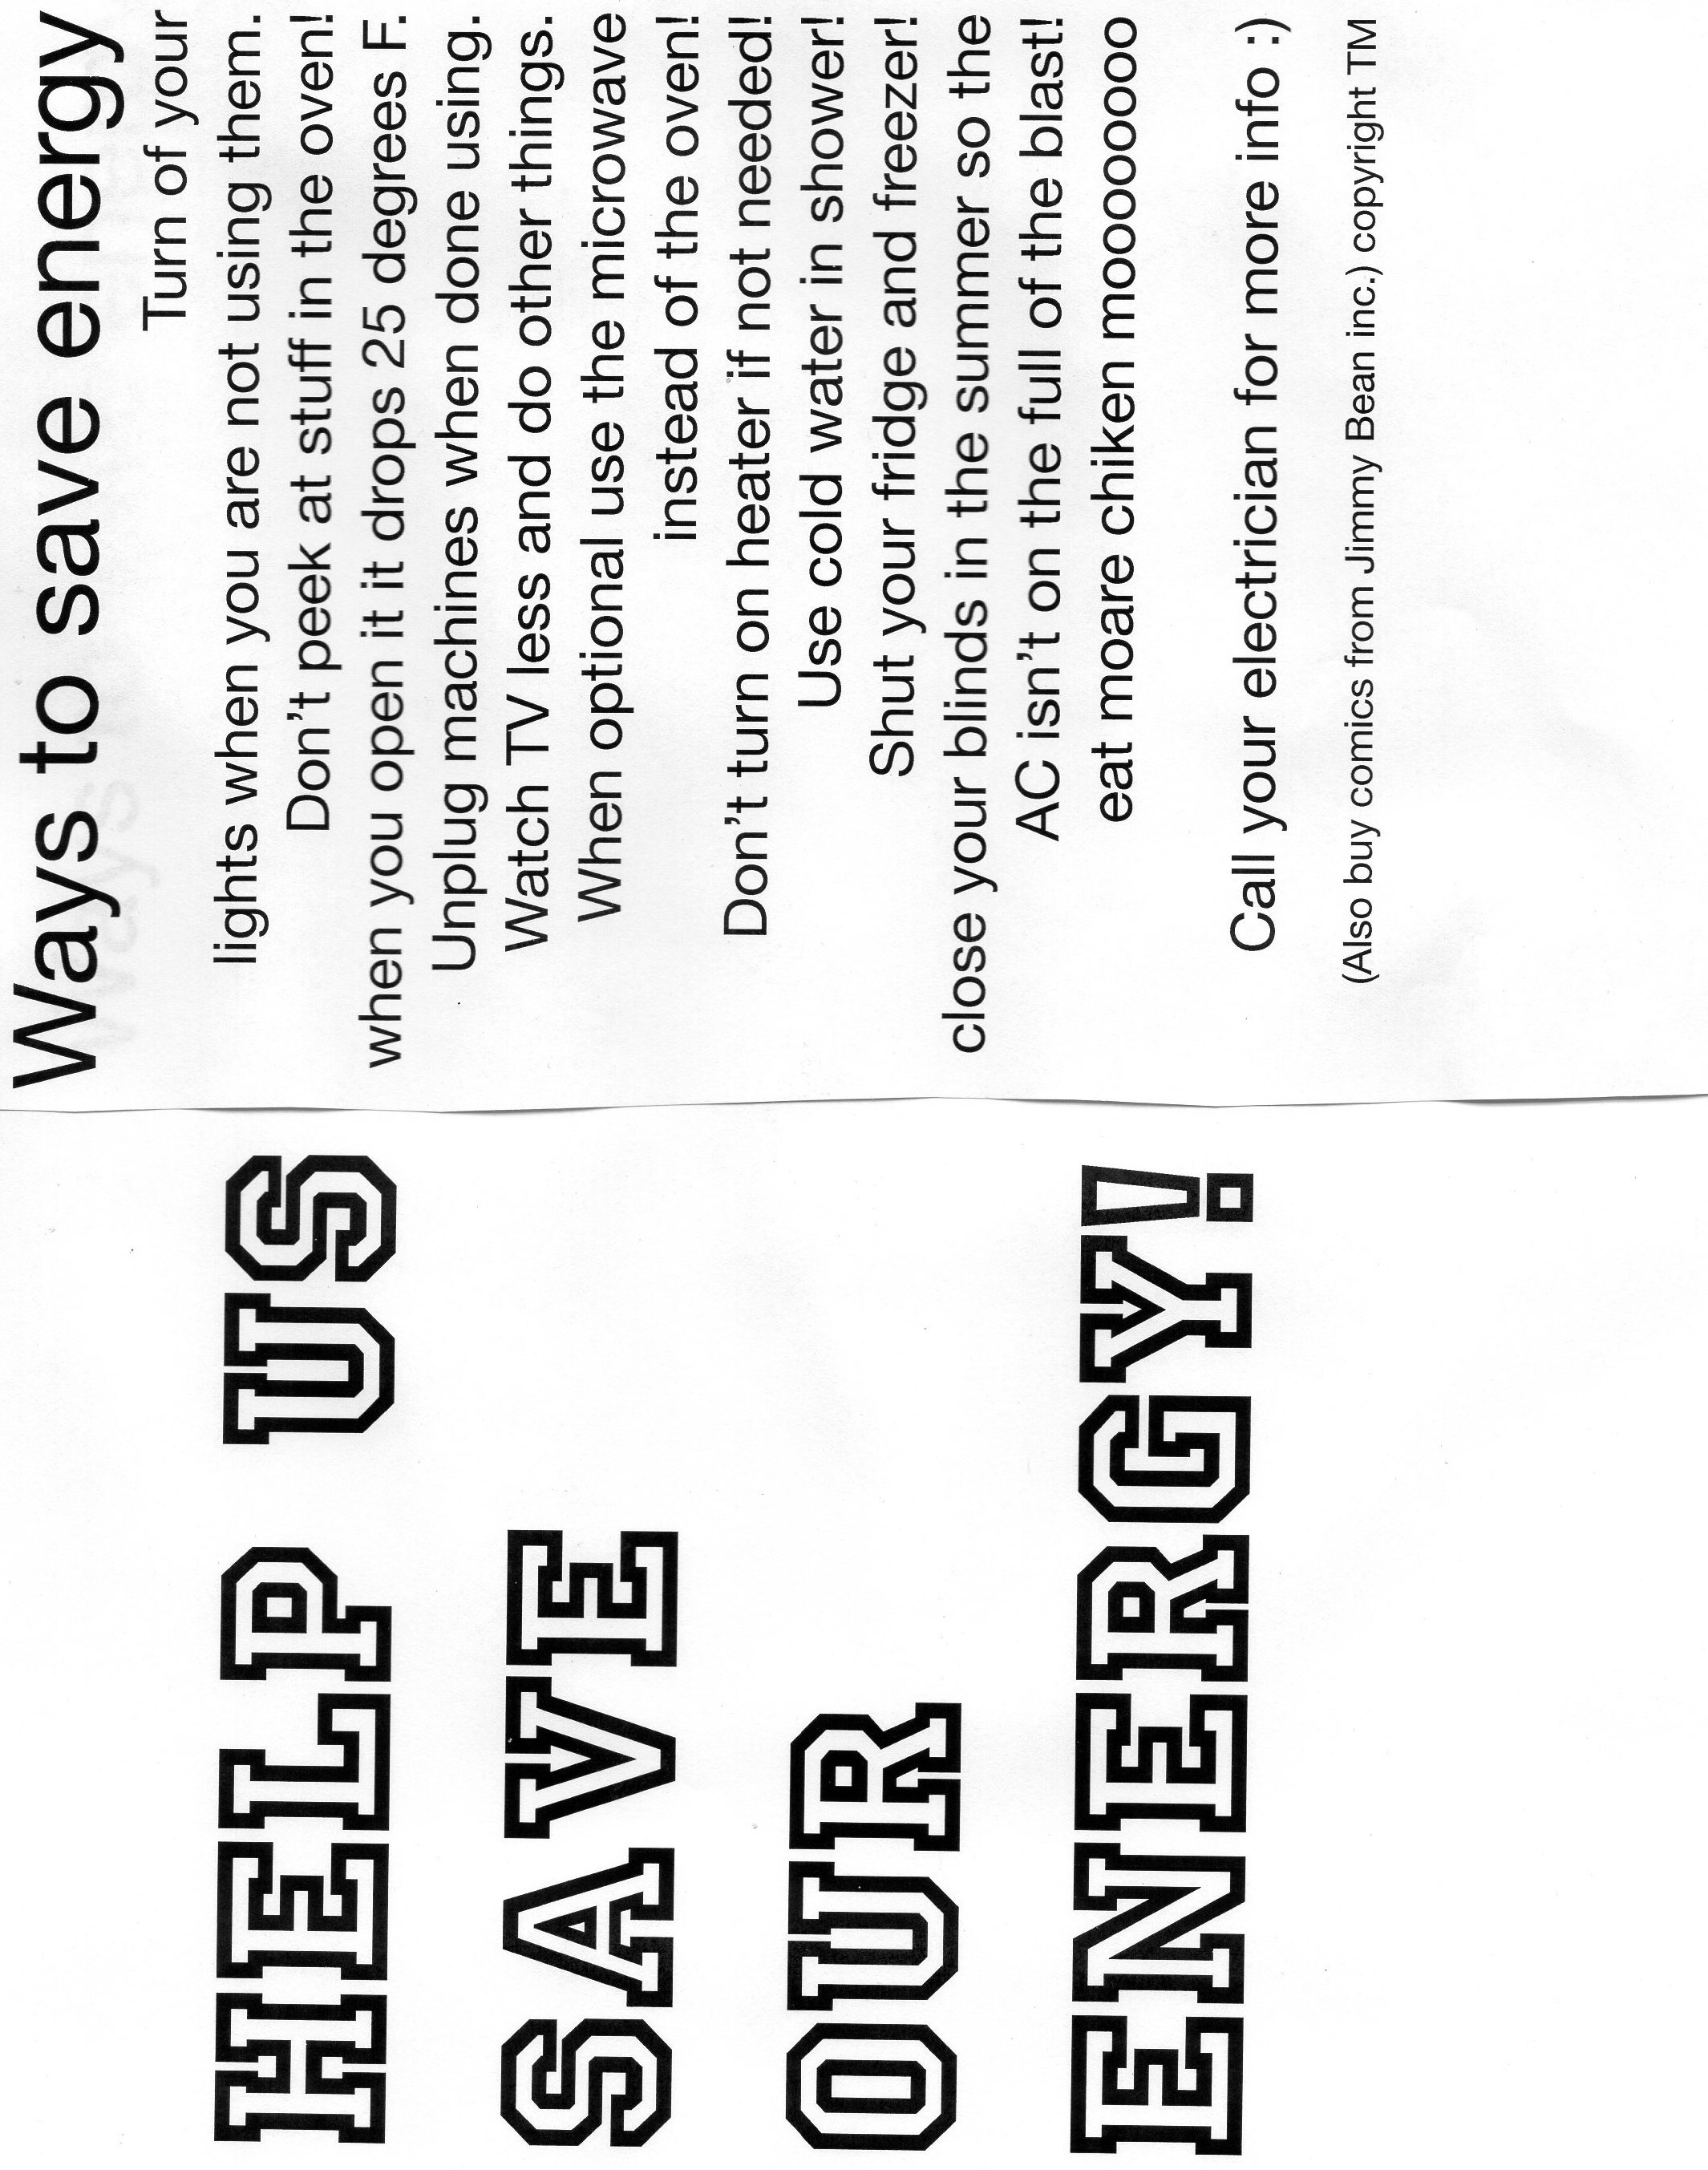 HELP US
SAVE
OUR
ENERGY!
Ways to save energy
Turn of your
lights when you are not using them.
Don't peek at stuff in the oven!
when you open it it drops 25 degrees F.
Unplug machines when done using.
Watch TV less and do other things.
When optional use the microwave
instead of the oven!
Don't turn on heater if not needed!
Use cold water in shower!
Shut your fridge and freezer!
close your blinds in the summer so the
AC isn't on the full of the blast!
eat moare chiken moooooooo
Call your electrician for more info :)
(Also buy comics from Jimmy Bean inc.) copyright TM